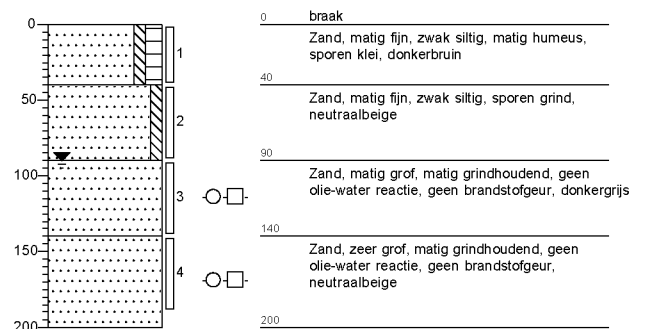 0
50
100
150
200
1
2
3
4
0 braak
Zand, matig fijn, zwak siltig, matig humeus,
sporen klei, donkerbruin
40
Zand, matig fijn, zwak siltig, sporen grind,
neutraalbeige
90
Zand, matig grof, matig grindhoudend, geen
olie-water reactie, geen brandstofgeur, donkergrijs
140
Zand, zeer grof, matig grindhoudend, geen
olie-water reactie, geen brandstofgeur,
neutraalbeige
200